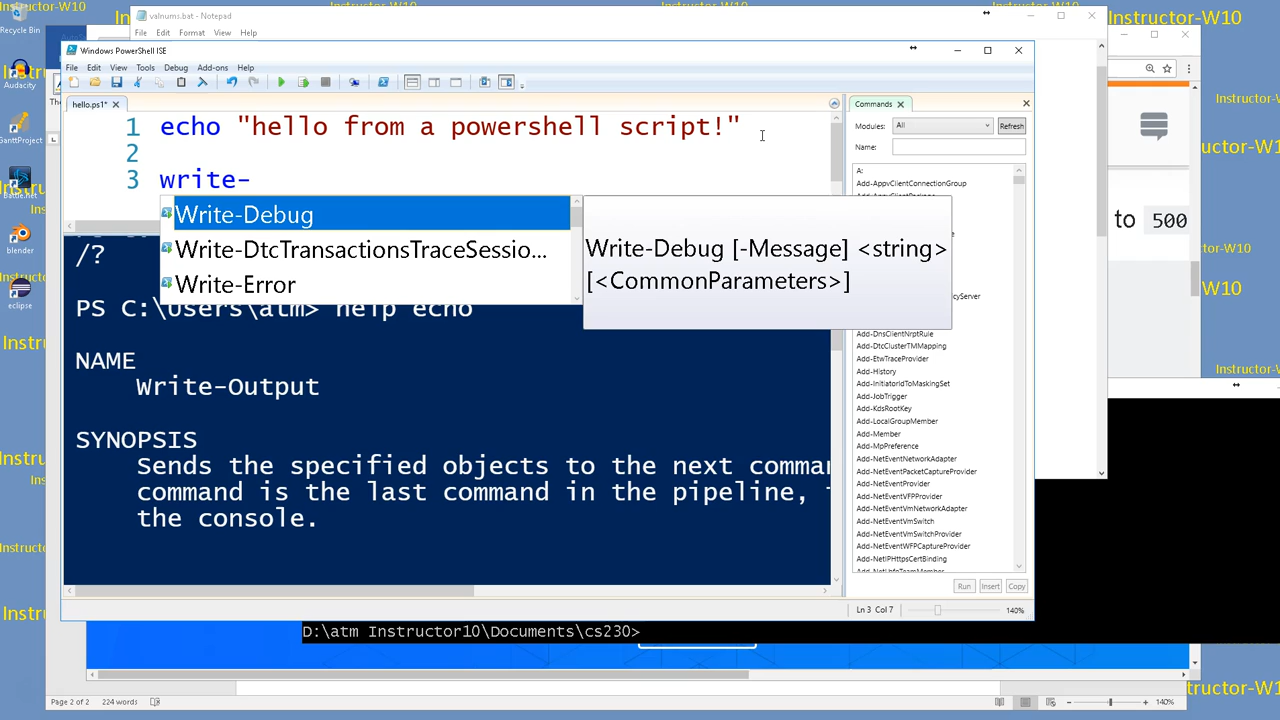 Instructor-W10
valnums.bat - Notepad
File Edit Format View Help
Windows PowerShell ISE
File Edit View Tools Debug Add-ons Help
hello.ps1*
1 echo "hello from a powershell script!"
2
3 write-
Write-Debug
Write-DtcTransactionsTraceSessio...
Write-Error
Write-Debug [-Message] <string>
[<CommonParameters>]
/?
PS C:\Users\atm> help echo
NAME
Write-Output
SYNOPSIS
Sends the specified objects to the next comman
command is the last command in the pipeline,
the console.
Commands
Modules: All Refresh
Name:
A:
Add-AppvClientConnectionGroup
Add-DnsClientNrptRule
Add-DtcClusterTMMapping
Add-EtwTraceProvider
Add-History
Add-InitiatorIdToMaskingSet
Add-JobTrigger
Add-KdsRootKey
Add-LocalGroupMember
Add-Member
Add-MpPreference
Add-NetEventNetworkAdapter
Add-NetEventPacketCaptureProvider
Add-NetEventProvider
Add-NetEventVFPProvider
Add-NetEventVmNetworkAdapter
Add-NetEventVmSwitch
Add-NetEventVmSwitchProvider
Add-NetEventWFPCaptureProvider
Add-NetIPHttpsCertBinding
Run Insert Copy
Ln 3 Col 7 140%
D:\atm Instructor10\Documents\cs230>
Page 2 of 2 224 words 140%
to 500
Recycle Bin
Audacity
GanttProject
Battle.net
blender
eclipse